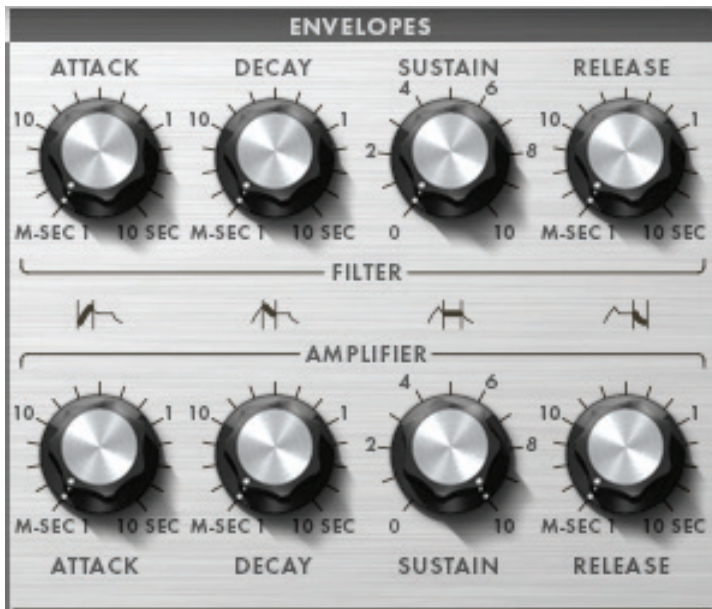 ENVELOPES
ATTACK DECAY SUSTAIN RELEASE
4 6
10 1 10 1 2 8 10 1
M-SEC 1 10 SEC M-SEC 1 10 SEC 0 10 M-SEC 1 10 SEC
FILTER
AMPLIFIER
4 6
10 1 10 1 2 8 10 1
M-SEC 1 10 SEC M-SEC 1 10 SEC 0 10 M-SEC 1 10 SEC
ATTACK DECAY SUSTAIN RELEASE